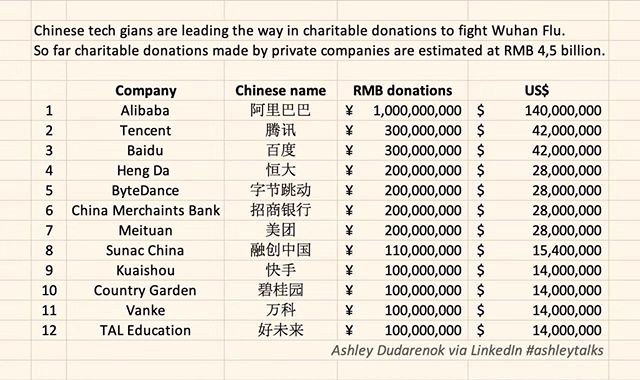 Chinese tech gians are leading the way in charitable donations to fight Wuhan Flu.
So far charitable donations made by private companies are estimated at RMB 4,5 billion.
Company Chinese name RMB donations US$
1 Alibaba 阿里巴巴 ¥ 1,000,000,000 $ 140,000,000
2 Tencent 腾讯 ¥ 300,000,000 $ 42,000,000
3 Baidu 百度 ¥ 300,000,000 $ 42,000,000
4 Heng Da 恒大 ¥ 200,000,000 $ 28,000,000
5 ByteDance 字节跳动 ¥ 200,000,000 $ 28,000,000
6 China Merchaints Bank 招商银行 ¥ 200,000,000 $ 28,000,000
7 Meituan 美团 ¥ 200,000,000 $ 28,000,000
8 Sunac China 融创中国 ¥ 110,000,000 $ 15,400,000
9 Kuaishou 快手 ¥ 100,000,000 $ 14,000,000
10 Country Garden 碧桂园 ¥ 100,000,000 $ 14,000,000
11 Vanke 万科 ¥ 100,000,000 $ 14,000,000
12 TAL Education 好未来 ¥ 100,000,000 $ 14,000,000
Ashley Dudarenok via LinkedIn #ashleytalks